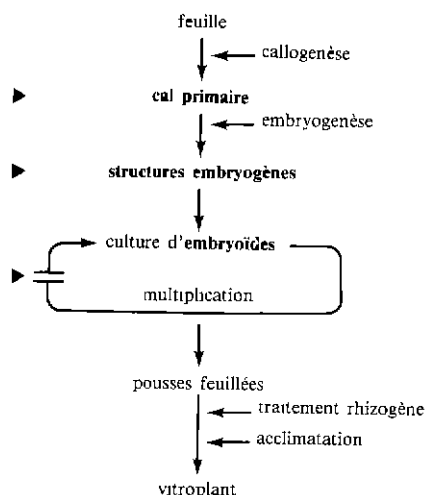 feuille
callogenèse
cal primaire
embryogenèse
structures embryogènes
culture d'embryoïdes
multiplication
pousses feuillées
traitement rhizogène
acclimatation
vitroplant